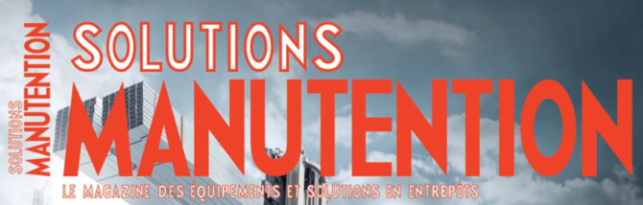 SOLUTIONS
MANUTENTION
SOLUTIONS
MANUTENTION
LE MAGAZINE DES ÉQUIPEMENTS ET SOLUTIONS EN ENTREPÔTS